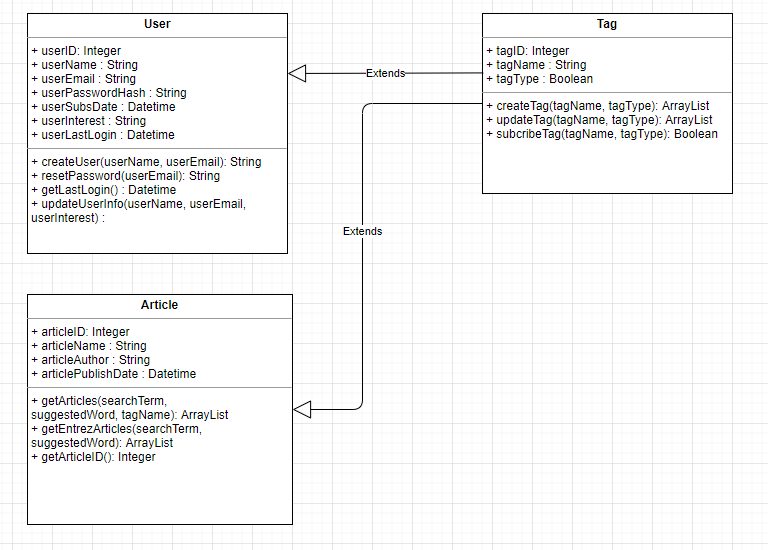 User
+ userID: Integer
+ userName : String
+ userEmail : String
+ userPasswordHash : String
+ userSubsDate : Datetime
+ userInterest : String
+ userLastLogin : Datetime
+ createUser(userName, userEmail): String
+ resetPassword(userEmail): String
+ getLastLogin() : Datetime
+ updateUserInfo(userName, userEmail,
userInterest) :
Extends
Tag
+ tagID: Integer
+ tagName : String
+ tagType : Boolean
+ createTag(tagName, tagType): ArrayList
+ updateTag(tagName, tagType): ArrayList
+ subcribeTag(tagName, tagType): Boolean
Extends
Article
+ articleID: Integer
+ articleName : String
+ articleAuthor : String
+ articlePublishDate : Datetime
+ getArticles(searchTerm,
suggestedWord, tagName): ArrayList
+ getEntrezArticles(searchTerm,
suggestedWord): ArrayList
+ getArticleID(): Integer